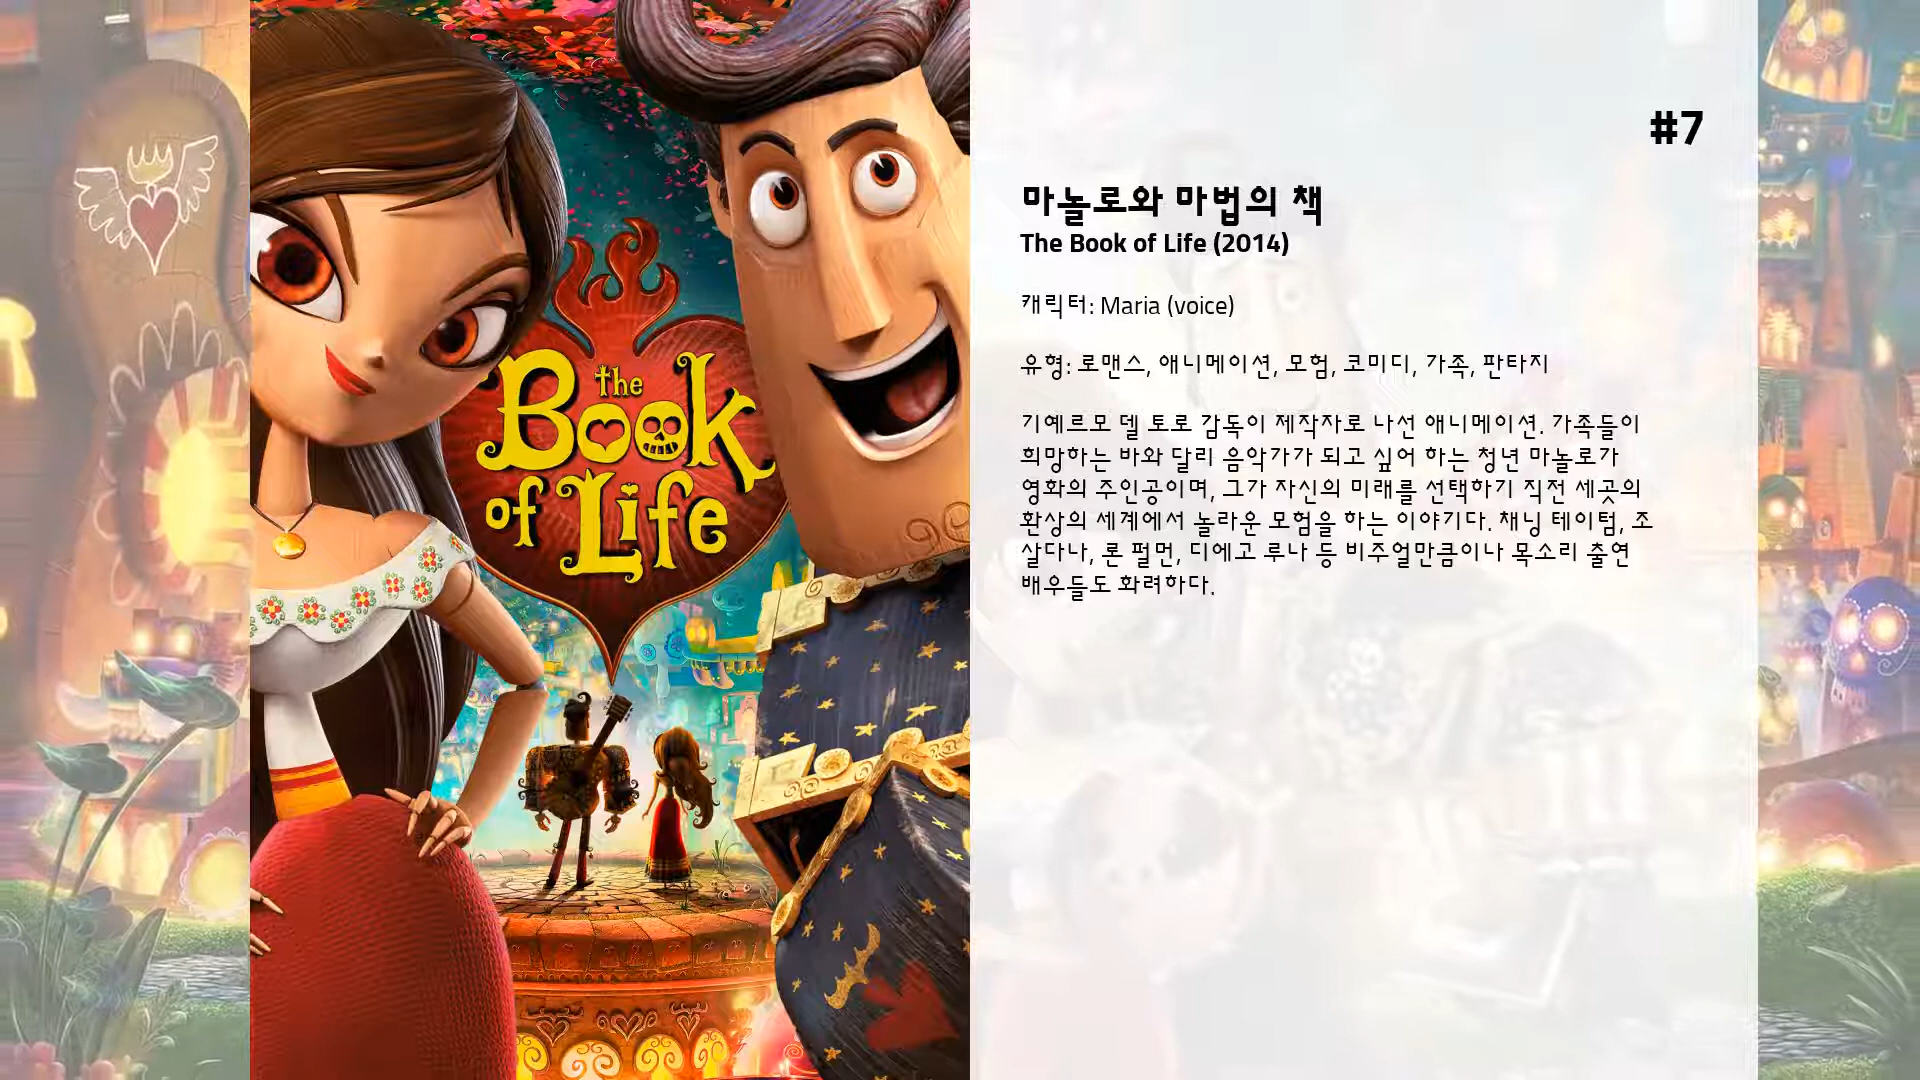 the
Book
of Life
#7
마놀로와 마법의 책
The Book of Life (2014)
캐릭터: Maria (voice)
유형: 로맨스, 애니메이션, 모험, 코미디, 가족, 판타지
기예르모 델 토로 감독이 제작자로 나선 애니메이션. 가족들이
희망하는 바와 달리 음악가가 되고 싶어 하는 청년 마놀로가
영화의 주인공이며, 그가 자신의 미래를 선택하기 직전 세곳의
환상의 세계에서 놀라운 모험을 하는 이야기다. 채닝 테이텀, 조
살다나, 론 펄먼, 디에고 루나 등 비주얼만큼이나 목소리 출연
배우들도 화려하다.